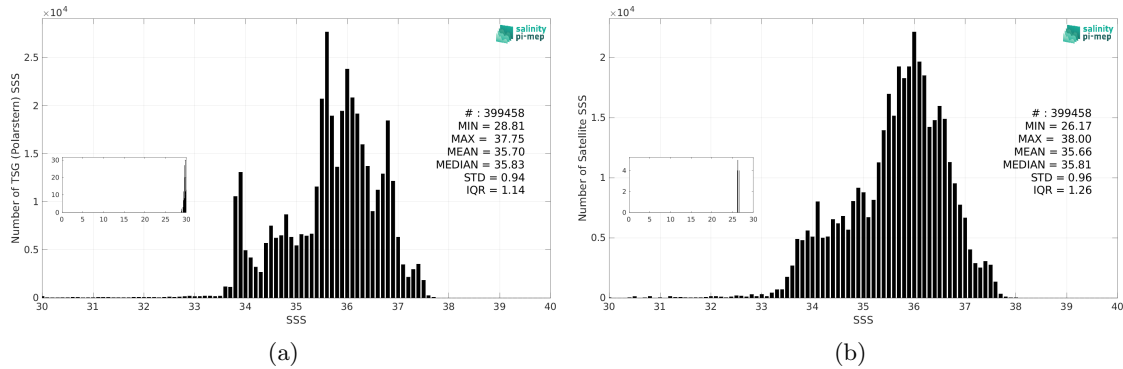 ×10⁴
salinity
pi-mep
2.5
2
1.5
1
0.5
0
Number of TSG (Polarstern) SSS
# : 399458
MIN = 28.81
MAX = 37.75
MEAN = 35.70
MEDIAN = 35.83
STD = 0.94
IQR = 1.14
30
20
10
0
0 5 10 15 20 25 30
30 31 32 33 34 35 36 37 38 39 40
SSS
(a)
×10⁴
salinity
pi-mep
2
1.5
1
0.5
0
Number of Satellite SSS
# : 399458
MIN = 26.17
MAX = 38.00
MEAN = 35.66
MEDIAN = 35.81
STD = 0.96
IQR = 1.26
4
2
0
0 5 10 15 20 25 30
30 31 32 33 34 35 36 37 38 39 40
SSS
(b)